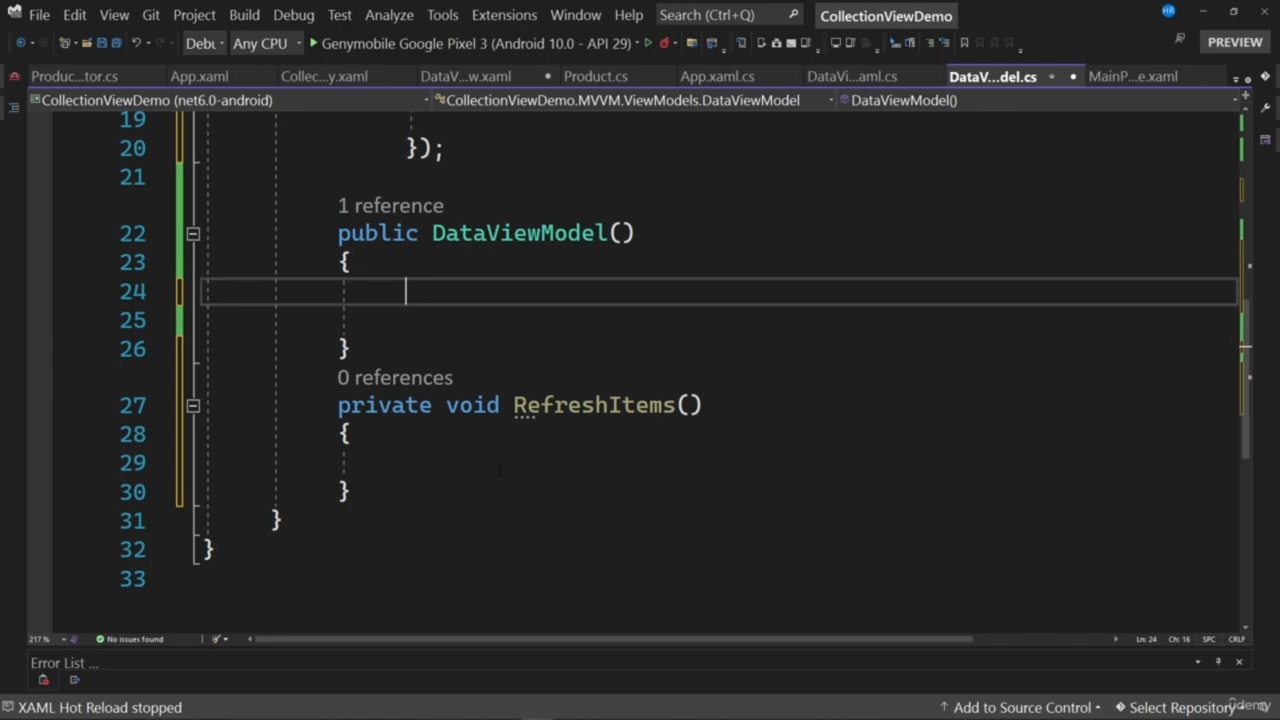 File Edit View Git Project Build Debug Test Analyze Tools Extensions Window Help Search (Ctrl+Q) CollectionViewDemo HR
Debu Any CPU Genymobile Google Pixel 3 (Android 10.0 - API 29) PREVIEW
Produc...tor.cs App.xaml Collec...y.xaml DataV...w.xaml Product.cs App.xaml.cs DataVi...aml.cs DataV...del.cs MainP...e.xaml
CollectionViewDemo (net6.0-android) CollectionViewDemo.MVVM.ViewModels.DataViewModel DataViewModel()
19
20 });
21
1 reference
22 public DataViewModel()
23 {
24
25
26 }
0 references
27 private void RefreshItems()
28 {
29
30 }
31 }
32 }
33
217 % No issues found Ln: 24 Ch: 16 SPC CRLF
Error List ...
XAML Hot Reload stopped Add to Source Control Select Repository
Udemy